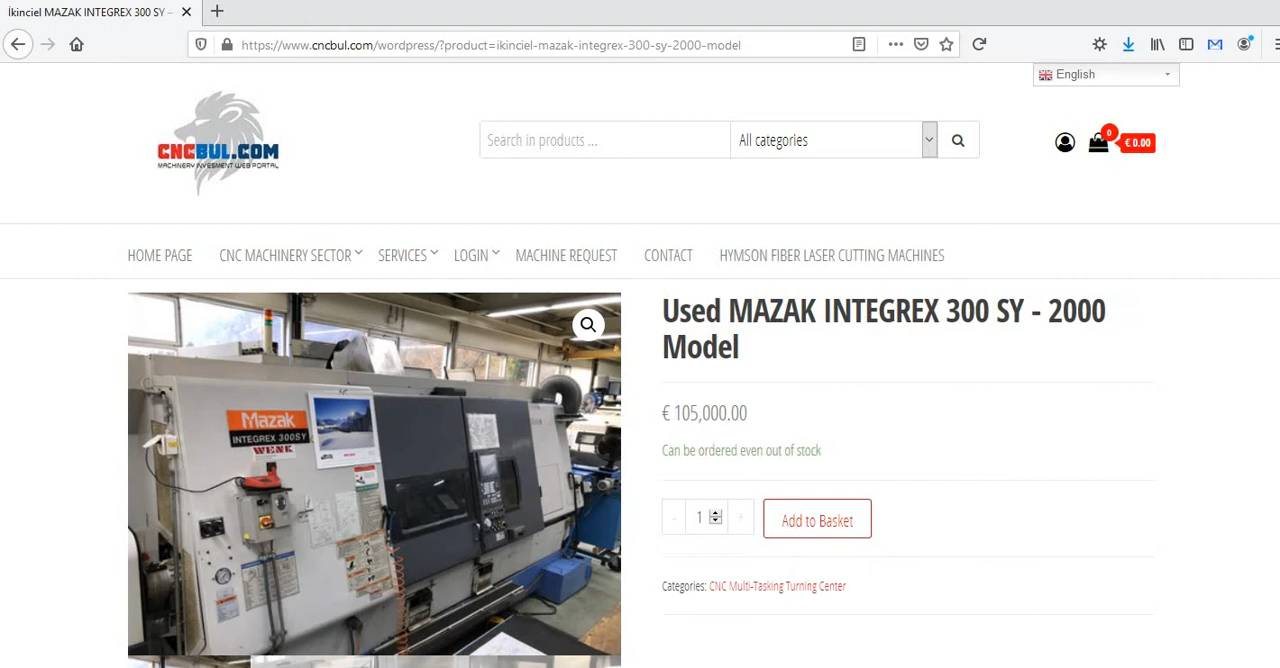 İkinciel MAZAK INTEGREX 300 SY –
https://www.cncbul.com/wordpress/?product=ikinciel-mazak-integrex-300-sy-2000-model
English
CNCBUL.COM
MACHINERY INVESMENT WEB PORTAL
Search in products ...
All categories
0
€ 0.00
HOME PAGE
CNC MACHINERY SECTOR
SERVICES
LOGIN
MACHINE REQUEST
CONTACT
HYMSON FIBER LASER CUTTING MACHINES
Mazak
INTEGREX 300SY
WENK
Used MAZAK INTEGREX 300 SY - 2000
Model
€ 105,000.00
Can be ordered even out of stock
- 1 +
Add to Basket
Categories: CNC Multi-Tasking Turning Center